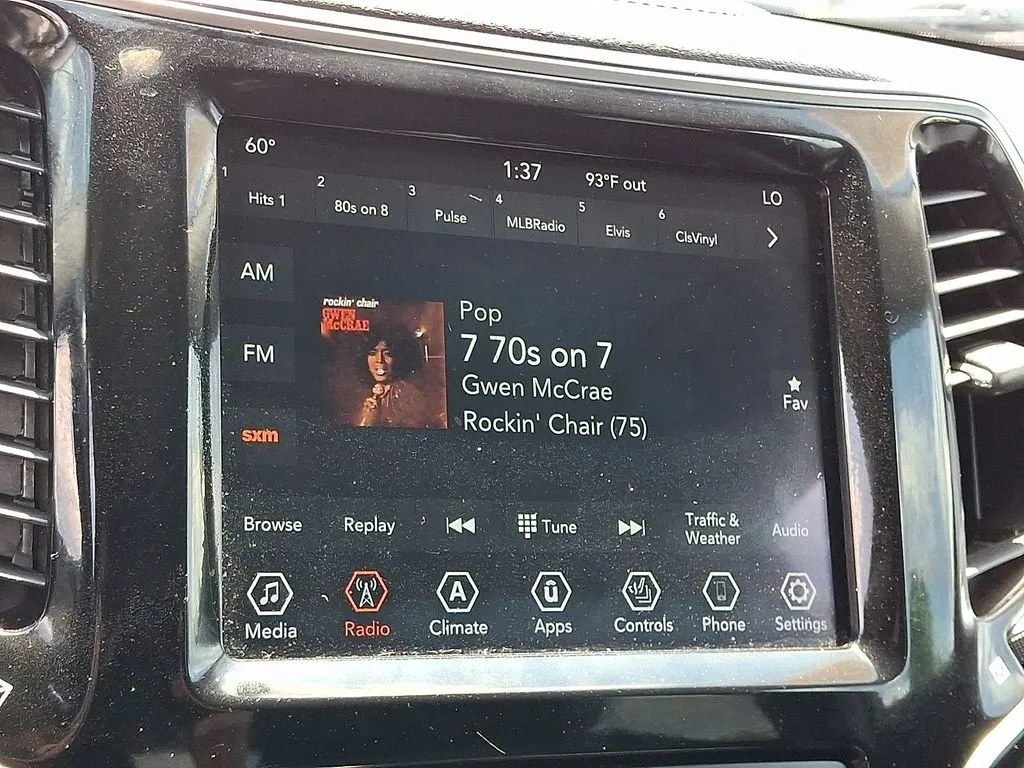 60°
1:37
93°F out
LO
1
Hits 1
2
80s on 8
3
Pulse
4
MLBRadio
5
Elvis
6
ClsVinyl
AM
FM
sxm
rockin' chair
GWEN
McCRAE
Pop
7 70s on 7
Gwen McCrae
Rockin' Chair (75)
Fav
Browse
Replay
Tune
Traffic &
Weather
Audio
A
û
Media
Radio
Climate
Apps
Controls
Phone
Settings